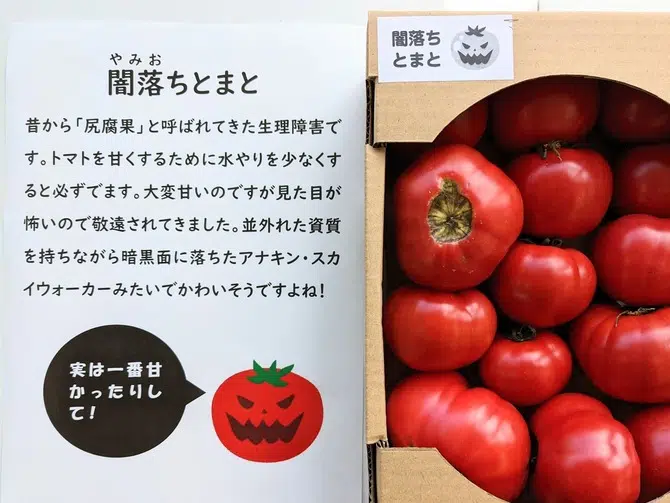 やみお
闇落ちとまと
昔から「尻腐果」と呼ばれてきた生理障害で
す。トマトを甘くするために水やりを少なくす
ると必ずでます。大変甘いのですが見た目が
怖いので敬遠されてきました。並外れた資質
を持ちながら暗黒面に落ちたアナキン・スカ
イウォーカーみたいでかわいそうですよね！
実は一番甘
かったりし
て！
闇落ち
とまと